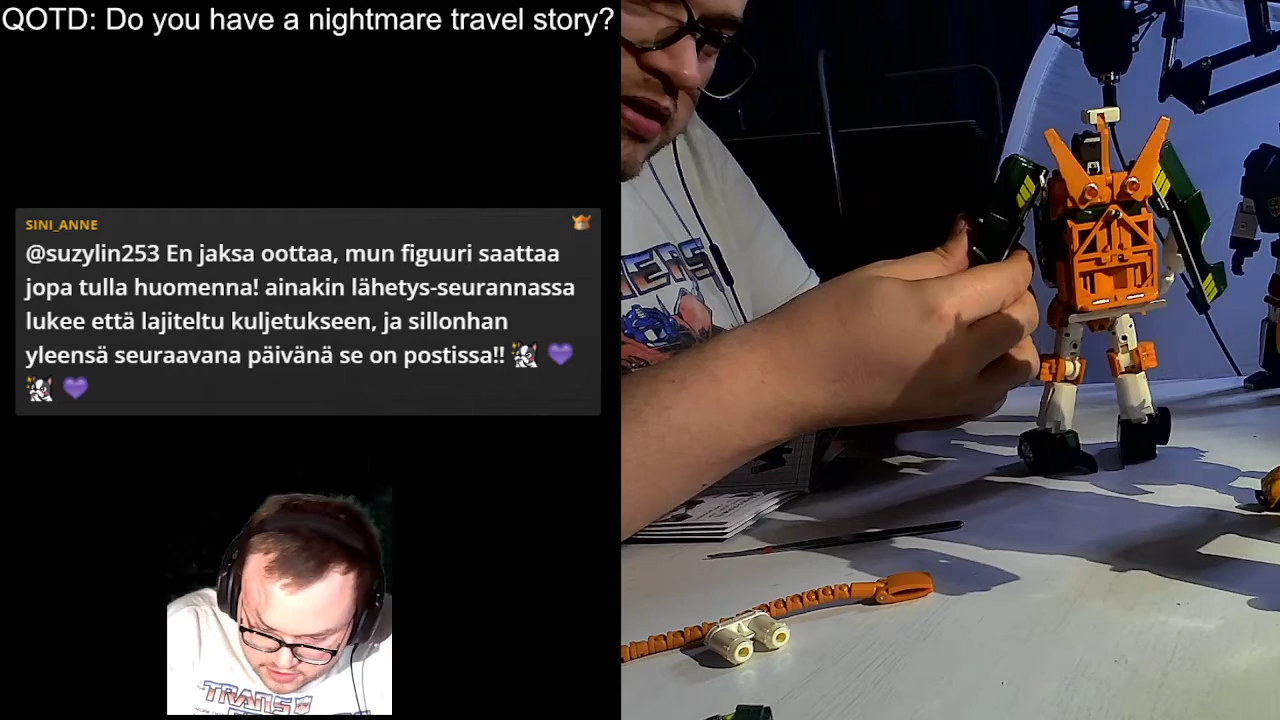 QOTD: Do you have a nightmare travel story?
SINI_ANNE
@suzylin253 En jaksa oottaa, mun figuuri saattaa
jopa tulla huomenna! ainakin lähetys-seurannassa
lukee että lajiteltu kuljetukseen, ja sillonhan
yleensä seuraavana päivänä se on postissa!!
TRANS